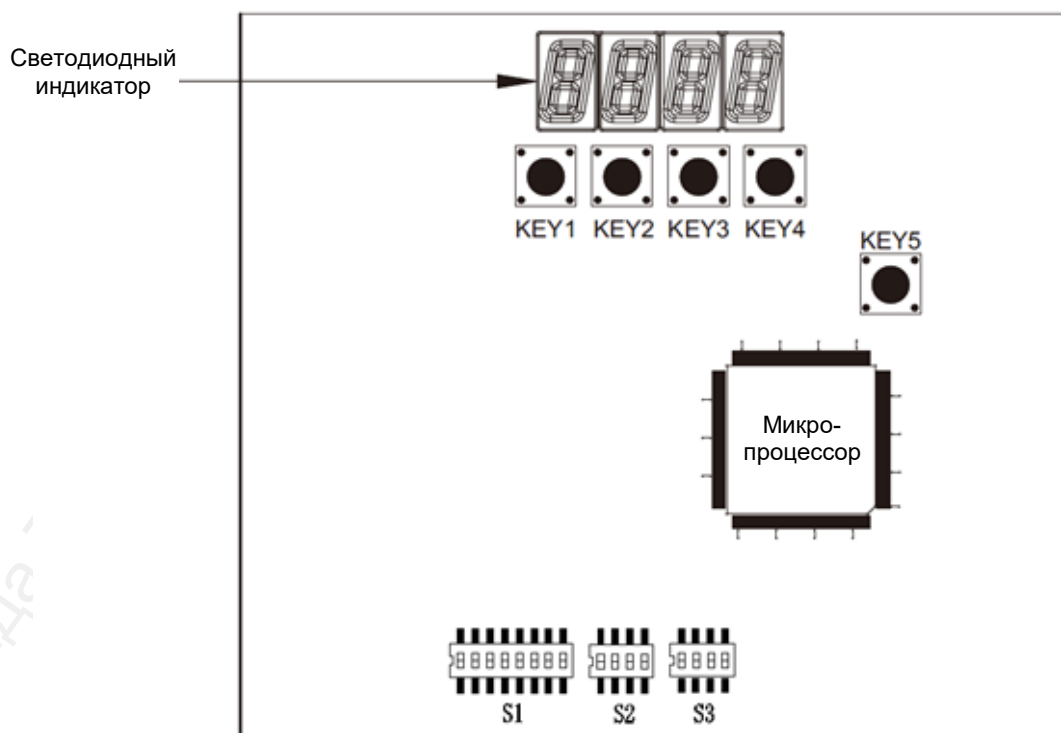 Светодиодный
индикатор
KEY1 KEY2 KEY3 KEY4
KEY5
Микро-
процессор
S1 S2 S3